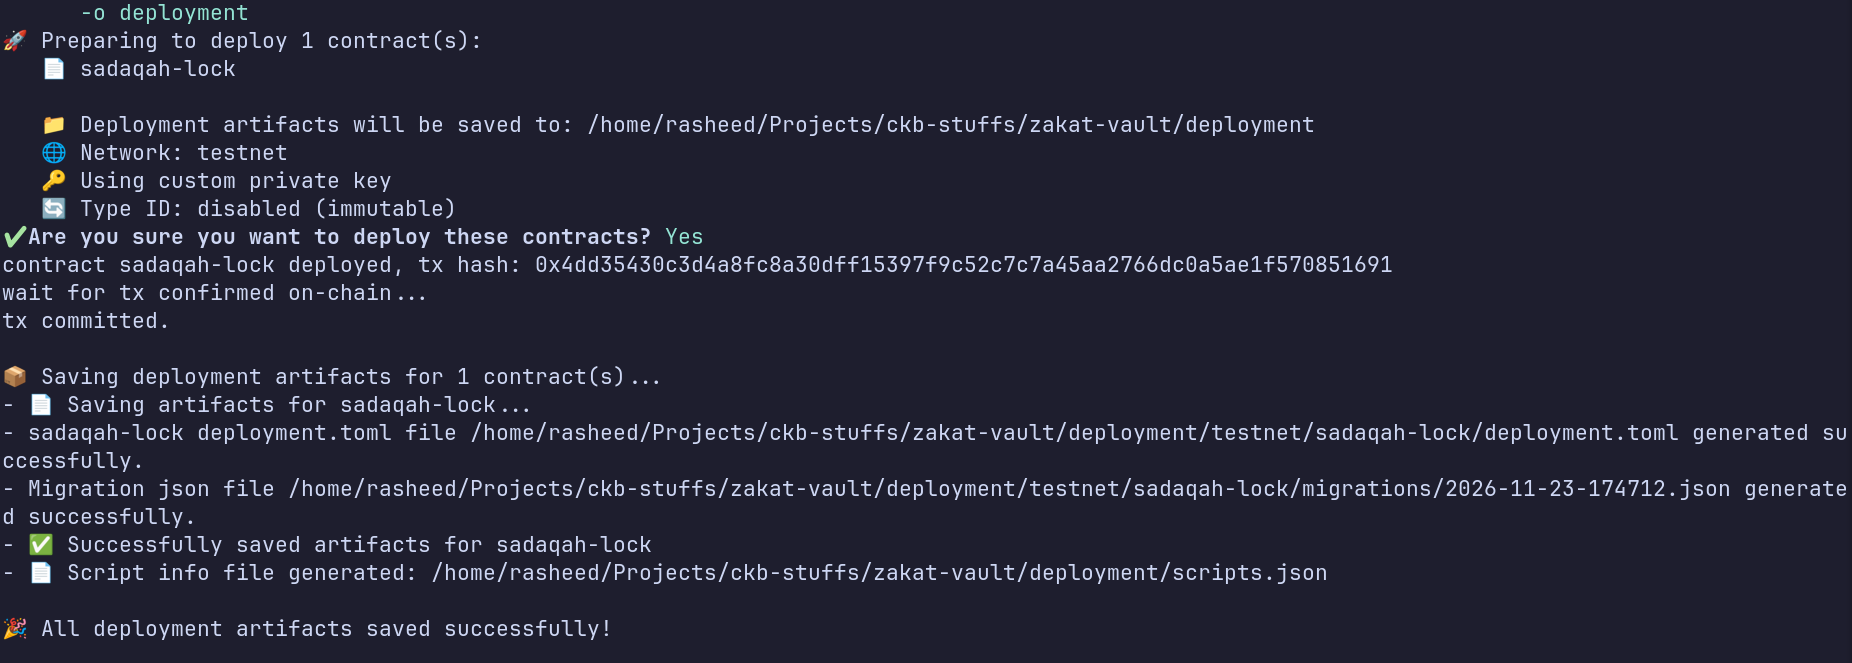 -o deployment
🚀 Preparing to deploy 1 contract(s):
📄 sadaqah-lock
📁 Deployment artifacts will be saved to: /home/rasheed/Projects/ckb-stuffs/zakat-vault/deployment
🌐 Network: testnet
🔑 Using custom private key
🔄 Type ID: disabled (immutable)
✔Are you sure you want to deploy these contracts? Yes
contract sadaqah-lock deployed, tx hash: 0x4dd35430c3d4a8fc8a30dff15397f9c52c7c7a45aa2766dc0a5ae1f570851691
wait for tx confirmed on-chain...
tx committed.
📦 Saving deployment artifacts for 1 contract(s)...
- 📄 Saving artifacts for sadaqah-lock...
- sadaqah-lock deployment.toml file /home/rasheed/Projects/ckb-stuffs/zakat-vault/deployment/testnet/sadaqah-lock/deployment.toml generated su
ccessfully.
- Migration json file /home/rasheed/Projects/ckb-stuffs/zakat-vault/deployment/testnet/sadaqah-lock/migrations/2026-11-23-174712.json generate
d successfully.
- ✅ Successfully saved artifacts for sadaqah-lock
- 📄 Script info file generated: /home/rasheed/Projects/ckb-stuffs/zakat-vault/deployment/scripts.json
🎉 All deployment artifacts saved successfully!